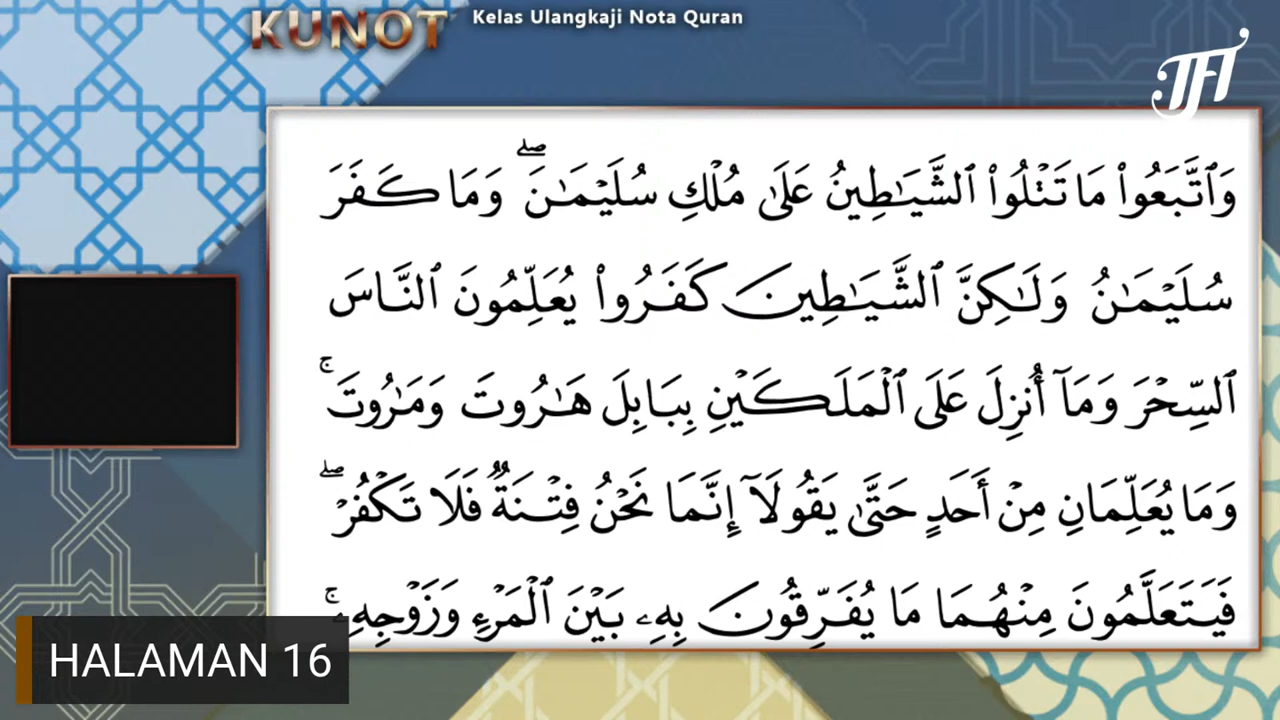 KUNOT
Kelas Ulangkaji Nota Quran
TFT
وَٱتَّبَعُوا۟ مَا تَتْلُوا۟ ٱلشَّيَـٰطِينُ عَلَىٰ مُلْكِ سُلَيْمَـٰنَ ۖ وَمَا كَفَرَ
سُلَيْمَـٰنُ وَلَـٰكِنَّ ٱلشَّيَـٰطِينَ كَفَرُوا۟ يُعَلِّمُونَ ٱلنَّاسَ
ٱلسِّحْرَ وَمَآ أُنزِلَ عَلَى ٱلْمَلَكَيْنِ بِبَابِلَ هَـٰرُوتَ وَمَـٰرُوتَ ۚ
وَمَا يُعَلِّمَانِ مِنْ أَحَدٍ حَتَّىٰ يَقُولَآ إِنَّمَا نَحْنُ فِتْنَةٌ فَلَا تَكْفُرْ ۖ
فَيَتَعَلَّمُونَ مِنْهُمَا مَا يُفَرِّقُونَ بِهِۦ بَيْنَ ٱلْمَرْءِ وَزَوْجِهِۦ ۚ
HALAMAN 16